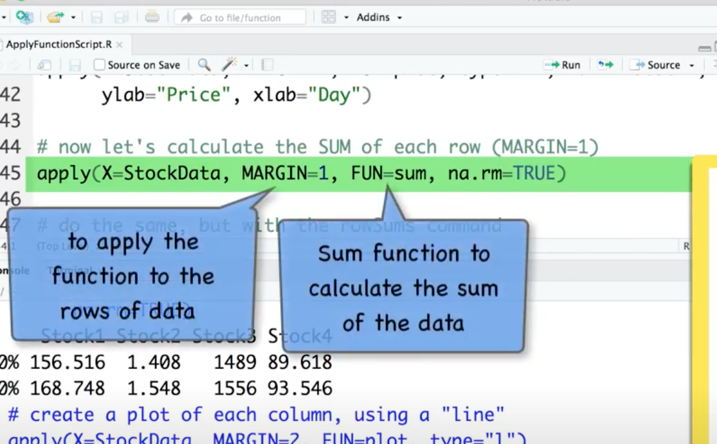 Go to file/function
Addins
ApplyFunctionScript.R
Source on Save
Run
Source
42 ylab="Price", xlab="Day")
43
44 # now let's calculate the SUM of each row (MARGIN=1)
45 apply(X=StockData, MARGIN=1, FUN=sum, na.rm=TRUE)
46
47 # do the same, but with the rowSums command
to apply the
function to the
rows of data
Sum function to
calculate the sum
of the data
Stock1 Stock2 Stock3 Stock4
0% 156.516 1.408 1489 89.618
0% 168.748 1.548 1556 93.546
# create a plot of each column, using a "line"
apply(X=StockData, MARGIN=2, FUN=plot, type="l")